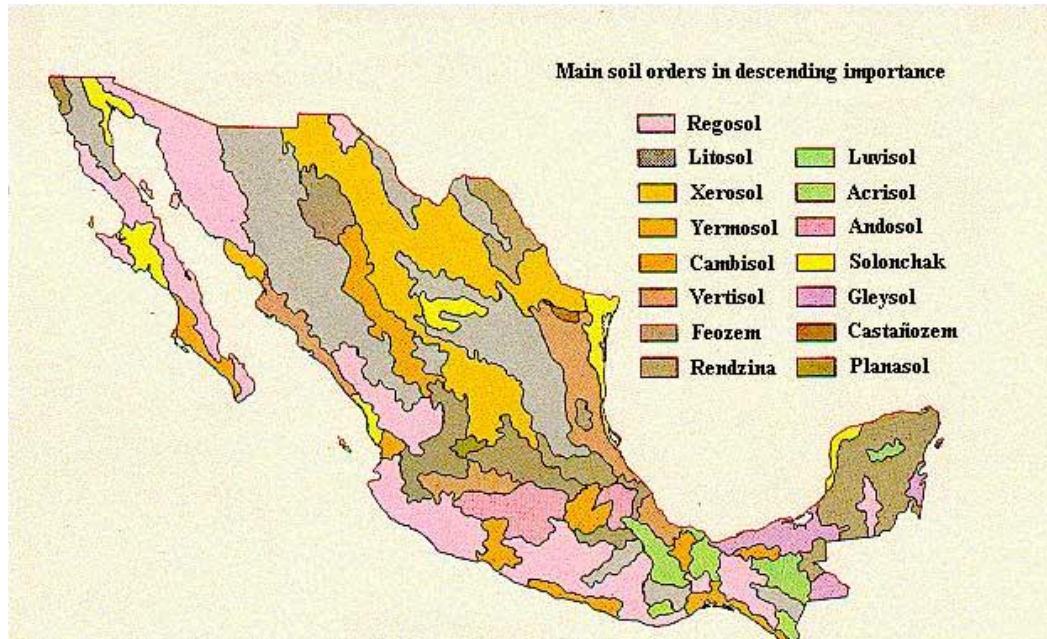 Main soil orders in descending importance
Regosol
Litosol
Xerosol
Yermosol
Cambisol
Vertisol
Feozem
Rendzina
Luvisol
Acrisol
Andosol
Solonchak
Gleysol
Castañozem
Planasol